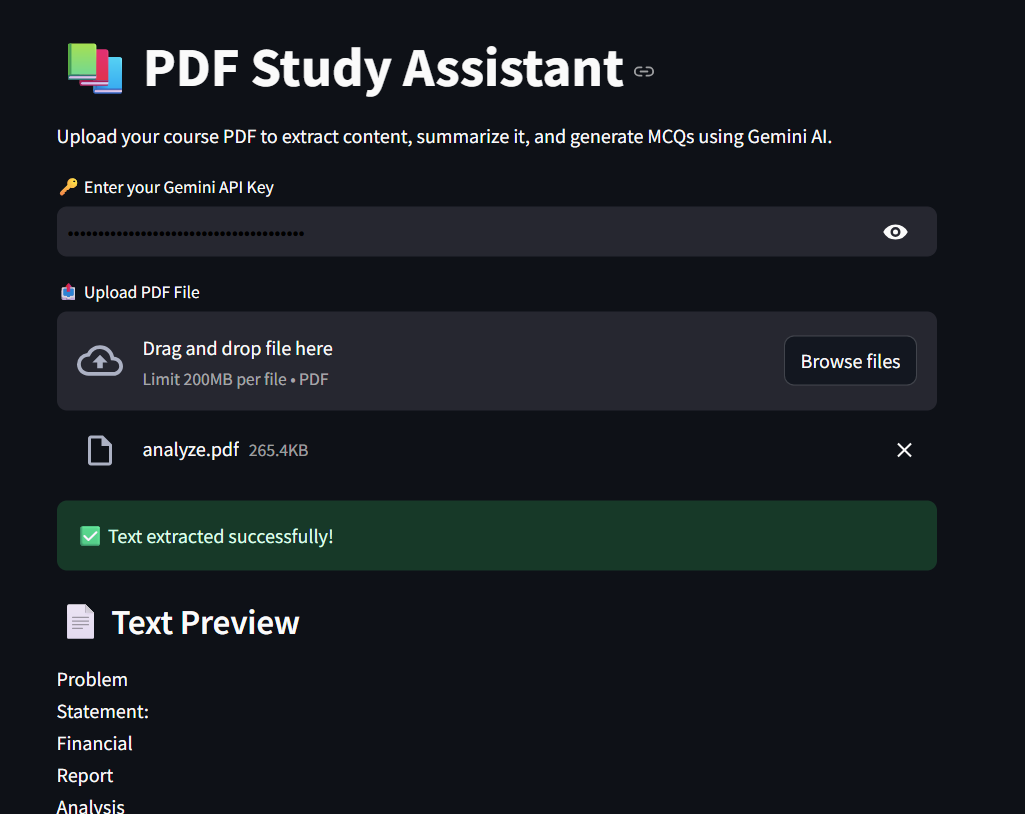 PDF Study Assistant
Upload your course PDF to extract content, summarize it, and generate MCQs using Gemini AI.
Enter your Gemini API Key
••••••••••••••••••••••••••••••••••••••••
Upload PDF File
Drag and drop file here
Limit 200MB per file • PDF
Browse files
analyze.pdf 265.4KB
Text extracted successfully!
Text Preview
Problem
Statement:
Financial
Report
Analysis